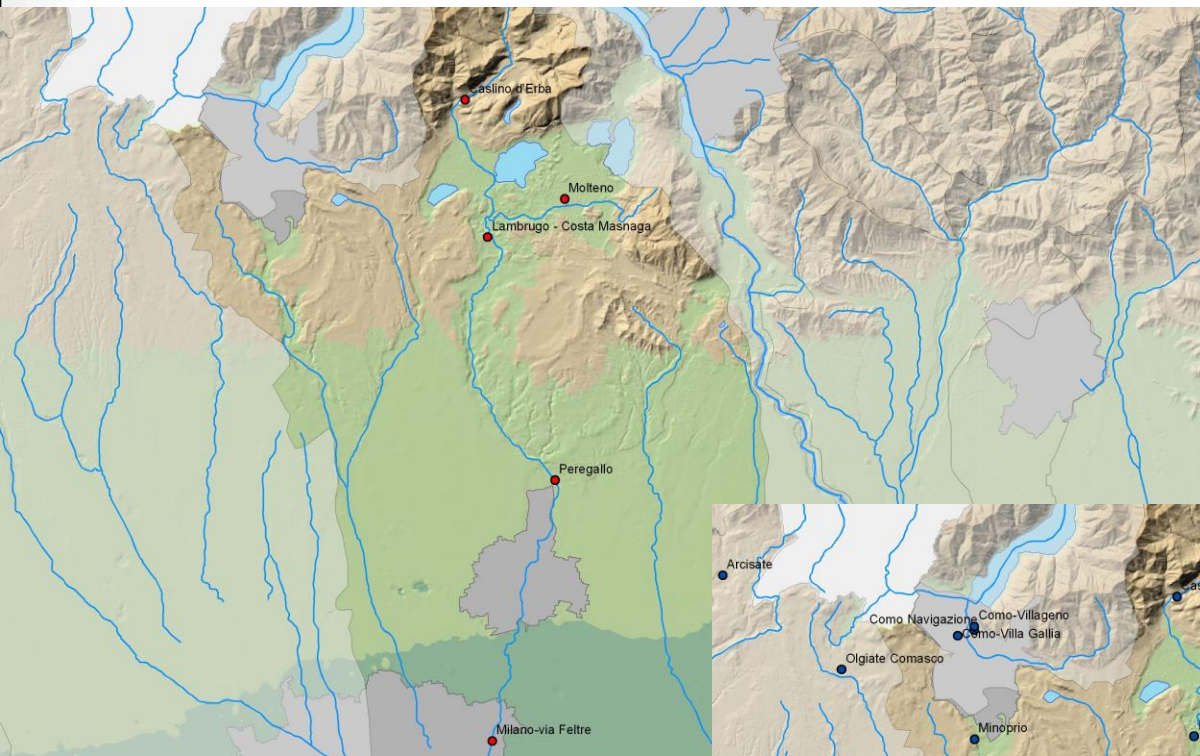 Caslino d'Erba
Molteno
Lambrugo - Costa Masnaga
Peregallo
Milano-via Feltre
Arcisate
Cas
Como Navigazione
Como-Villageno
Como-Villa Gallia
Olgiate Comasco
Minoprio